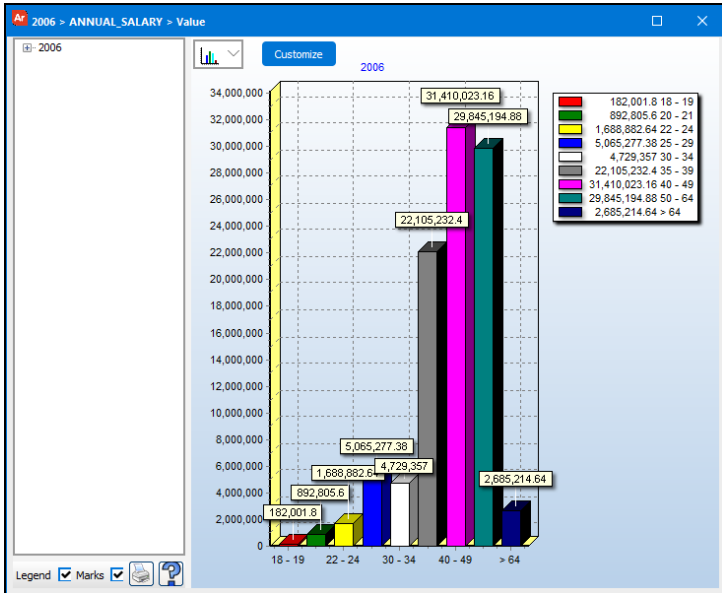 Ar 2006 > ANNUAL_SALARY > Value
2006
Customize
2006
34,000,000
32,000,000
30,000,000
28,000,000
26,000,000
24,000,000
22,000,000
20,000,000
18,000,000
16,000,000
14,000,000
12,000,000
10,000,000
8,000,000
6,000,000
4,000,000
2,000,000
0
31,410,023.16
29,845,194.88
22,105,232.4
5,065,277.38
1,688,882.64
4,729,357
892,805.6
182,001.8
2,685,214.64
18 - 19
22 - 24
30 - 34
40 - 49
> 64
182,001.8 18 - 19
892,805.6 20 - 21
1,688,882.64 22 - 24
5,065,277.38 25 - 29
4,729,357 30 - 34
22,105,232.4 35 - 39
31,410,023.16 40 - 49
29,845,194.88 50 - 64
2,685,214.64 > 64
Legend Marks ?